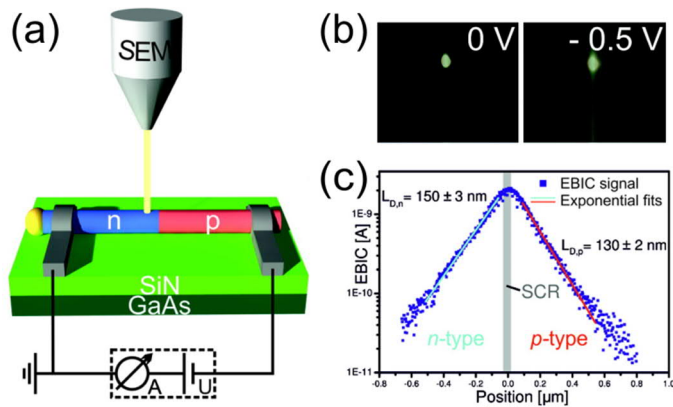 (a)
SEM
n
p
SiN
GaAs
A
U
(b)
0 V
- 0.5 V
(c)
EBIC [A]
1E-9
1E-10
1E-11
L_D,n = 150 ± 3 nm
EBIC signal
Exponential fits
L_D,p = 130 ± 2 nm
SCR
n-type
p-type
-0.8 -0.6 -0.4 -0.2 0.0 0.2 0.4 0.6 0.8 1.0
Position [µm]